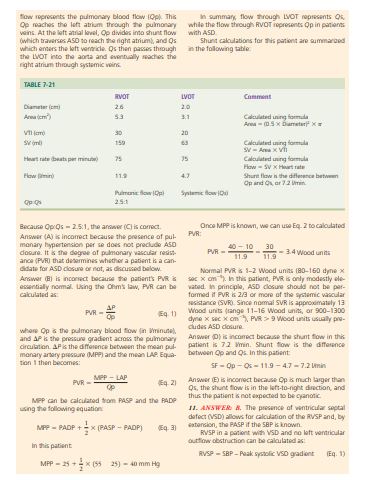 flow represents the pulmonary blood flow (Qp). This
Qp reaches the left atrium through the pulmonary
veins. At the left atrial level, Qp divides into shunt flow
(which traverses ASD to reach the right atrium), and Qs
which enters the left ventricle. Qs then passes through
the LVOT into the aorta and eventually reaches the
right atrium through systemic veins.
In summary, flow through LVOT represents Qs,
while the flow through RVOT represents Qp in patients
with ASD.
Shunt calculations for this patient are summarized
in the following table:
TABLE 7-21
RVOT LVOT Comment
Diameter (cm) 2.6 2.0
Area (cm²) 5.3 3.1 Calculated using formula
Area = (0.5 × Diameter)² × π
VTI (cm) 30 20
SV (ml) 159 63 Calculated using formula
SV = Area × VTI
Heart rate (beats per minute) 75 75 Calculated using formula
Flow = SV × Heart rate
Flow (l/min) 11.9 4.7 Shunt flow is the difference between
Qp and Qs, or 7.2 l/min.
Pulmonic flow (Qp) Systemic flow (Qs)
Qp:Qs 2.5:1
Because Qp:Qs = 2.5:1, the answer (C) is correct.
Answer (A) is incorrect because the presence of pul-
monary hypertension per se does not preclude ASD
closure. It is the degree of pulmonary vascular resist-
ance (PVR) that determines whether a patient is a can-
didate for ASD closure or not, as discussed below.
Answer (B) is incorrect because the patient's PVR is
essentially normal. Using the Ohm's law, PVR can be
calculated as:
PVR = ΔP / Qp (Eq. 1)
where Qp is the pulmonary blood flow (in l/minute),
and ΔP is the pressure gradient across the pulmonary
circulation. ΔP is the difference between the mean pul-
monary artery pressure (MPP) and the mean LAP. Equa-
tion 1 then becomes:
PVR = MPP − LAP / Qp (Eq. 2)
MPP can be calculated from PASP and the PADP
using the following equation:
MPP = PADP + 1/3 × (PASP − PADP) (Eq. 3)
In this patient:
MPP = 25 + 1/3 × (55 25) = 40 mm Hg
Once MPP is known, we can use Eq. 2 to calculated
PVR:
PVR = 40 − 10 / 11.9 = 30 / 11.9 = 3.4 Wood units
Normal PVR is 1–2 Wood units (80–160 dyne ×
sec × cm⁻⁵). In this patient, PVR is only modestly ele-
vated. In principle, ASD closure should not be per-
formed if PVR is 2/3 or more of the systemic vascular
resistance (SVR). Since normal SVR is approximately 13
Wood units (range 11–16 Wood units, or 900–1300
dyne × sec × cm⁻⁵), PVR > 9 Wood units usually pre-
cludes ASD closure.
Answer (D) is incorrect because the shunt flow in this
patient is 7.2 l/min. Shunt flow is the difference
between Qp and Qs. In this patient:
SF = Qp − Qs = 11.9 − 4.7 = 7.2 l/min
Answer (E) is incorrect because Qp is much larger than
Qs, the shunt flow is in the left-to-right direction, and
thus the patient is not expected to be cyanotic.
11. ANSWER: B. The presence of ventricular septal
defect (VSD) allows for calculation of the RVSP and, by
extension, the PASP if the SBP is known.
RVSP in a patient with VSD and no left ventricular
outflow obstruction can be calculated as:
RVSP = SBP − Peak systolic VSD gradient (Eq. 1)